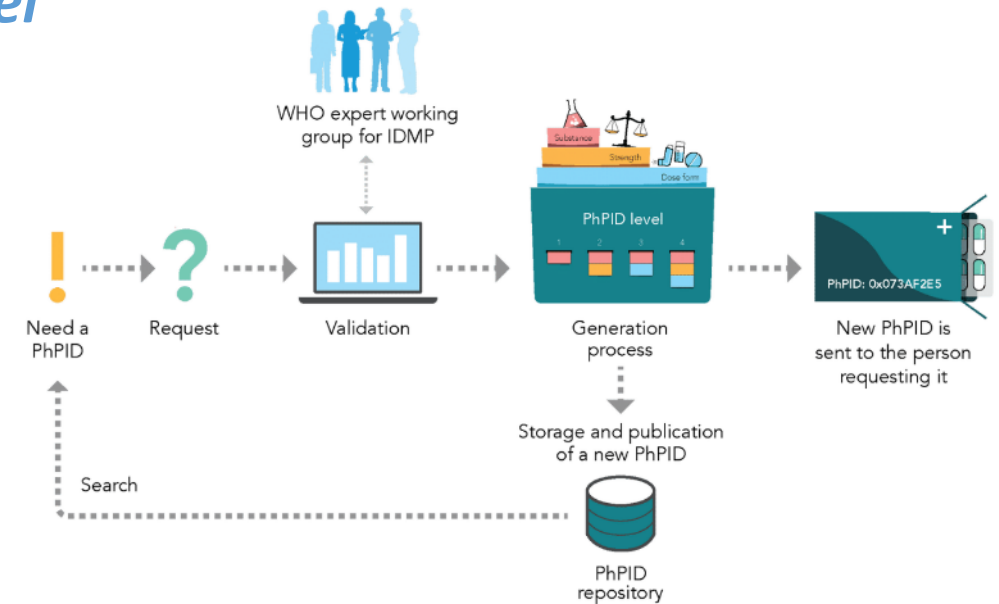 WHO expert working
group for IDMP
Substance
Strength
Dose form
PhPID level
1 2 3 4
PhPID: 0x073AF2E5
Need a
PhPID
Request
Validation
Generation
process
New PhPID is
sent to the person
requesting it
Storage and publication
of a new PhPID
Search
PhPID
repository